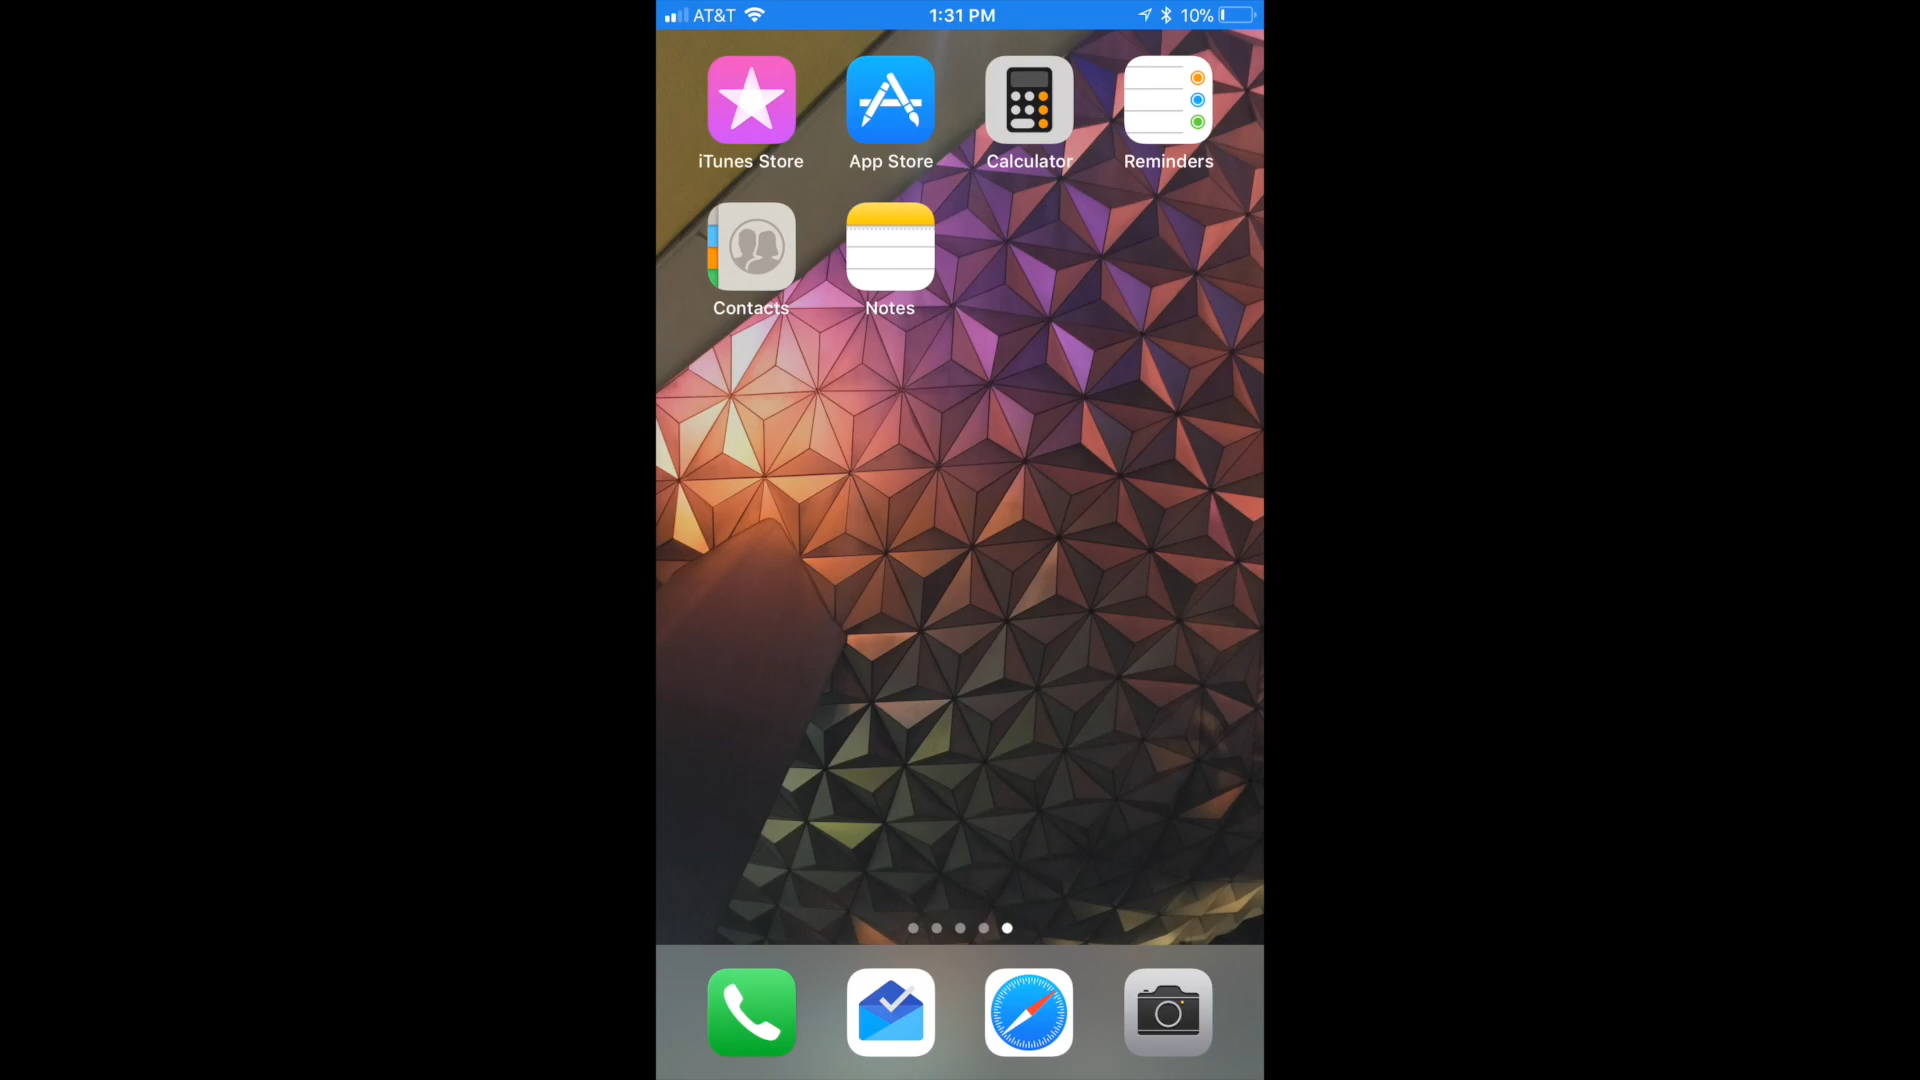 AT&T 1:31 PM 10%
iTunes Store App Store Calculator Reminders
Contacts Notes